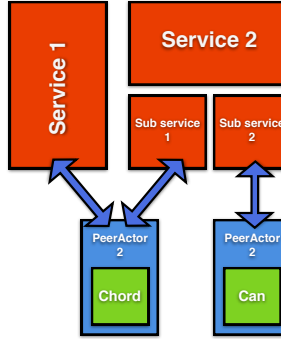 Service 1
Service 2
Sub service
1
Sub service
2
PeerActor
2
Chord
PeerActor
2
Can